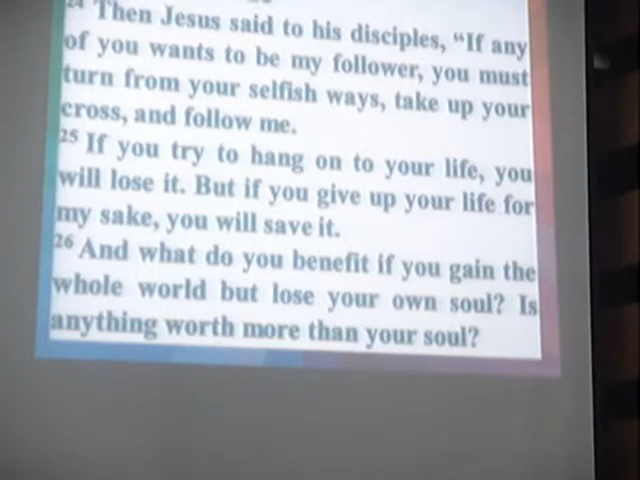 24 Then Jesus said to his disciples, “If any
of you wants to be my follower, you must
turn from your selfish ways, take up your
cross, and follow me.
25 If you try to hang on to your life, you
will lose it. But if you give up your life for
my sake, you will save it.
26 And what do you benefit if you gain the
whole world but lose your own soul? Is
anything worth more than your soul?